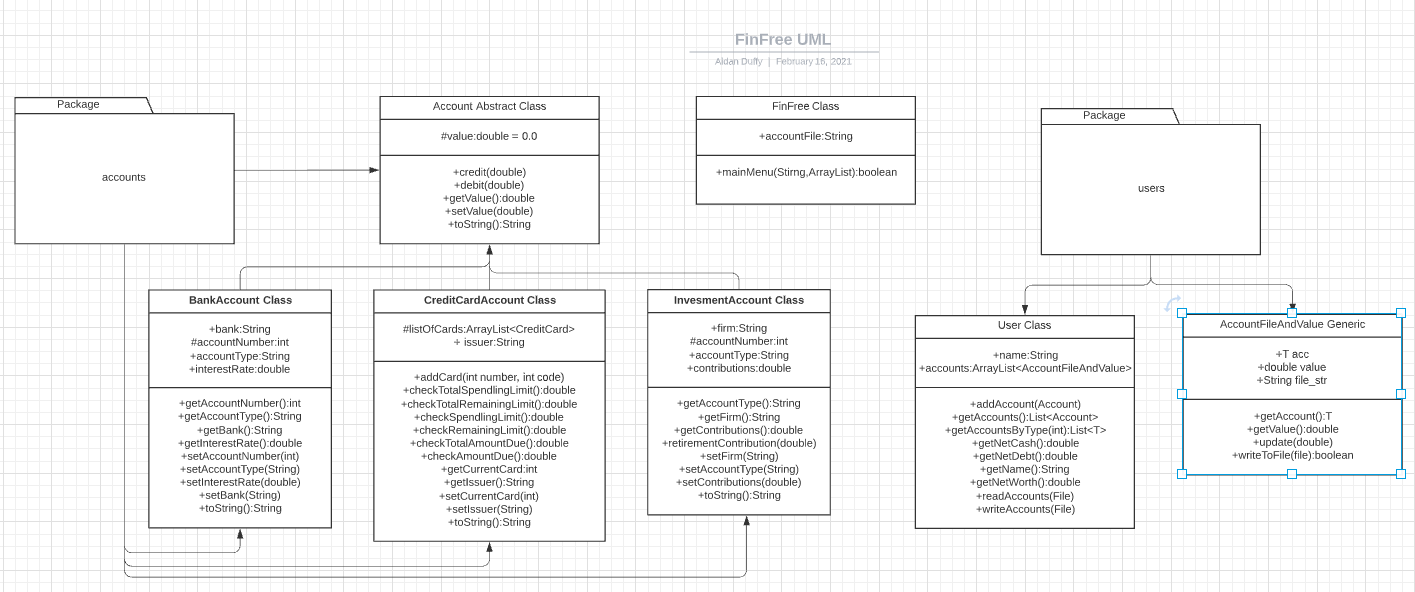 FinFree UML
Aidan Duffy | February 16, 2021
Package
accounts
Account Abstract Class
#value:double = 0.0
+credit(double)
+debit(double)
+getValue():double
+setValue(double)
+toString():String
FinFree Class
+accountFile:String
+mainMenu(Stirng,ArrayList):boolean
Package
users
BankAccount Class
+bank:String
#accountNumber:int
+accountType:String
+interestRate:double
+getAccountNumber():int
+getAccountType():String
+getBank():String
+getInterestRate():double
+setAccountNumber(int)
+setAccountType(String)
+setInterestRate(double)
+setBank(String)
+toString():String
CreditCardAccount Class
#listOfCards:ArrayList<CreditCard>
+ issuer:String
+addCard(int number, int code)
+checkTotalSpendlingLimit():double
+checkTotalRemainingLimit():double
+checkSpendlingLimit():double
+checkRemainingLimit():double
+checkTotalAmountDue():double
+checkAmountDue():double
+getCurrentCard:int
+getIssuer():String
+setCurrentCard(int)
+setIssuer(String)
+toString():String
InvesmentAccount Class
+firm:String
#accountNumber:int
+accountType:String
+contributions:double
+getAccountType():String
+getFirm():String
+getContributions():double
+retirementContribution(double)
+setFirm(String)
+setAccountType(String)
+setContributions(double)
+toString():String
User Class
+name:String
+accounts:ArrayList<AccountFileAndValue>
+addAccount(Account)
+getAccounts():List<Account>
+getAccountsByType(int):List<T>
+getNetCash():double
+getNetDebt():double
+getName():String
+getNetWorth():double
+readAccounts(File)
+writeAccounts(File)
AccountFileAndValue Generic
+T acc
+double value
+String file_str
+getAccount():T
+getValue():double
+update(double)
+writeToFile(file):boolean